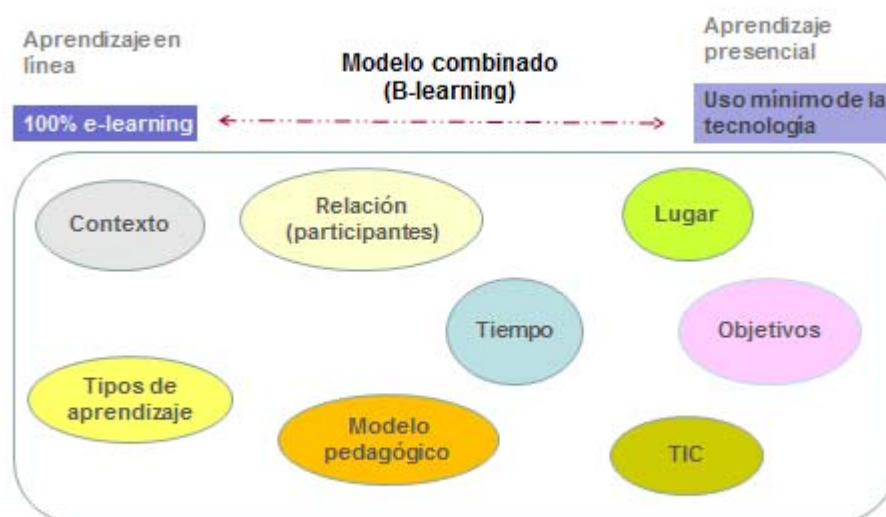 Aprendizaje en
línea
Modelo combinado
(B-learning)
Aprendizaje
presencial
100% e-learning
Uso mínimo de la
tecnología
Contexto
Relación
(participantes)
Lugar
Tiempo
Objetivos
Tipos de
aprendizaje
Modelo
pedagógico
TIC